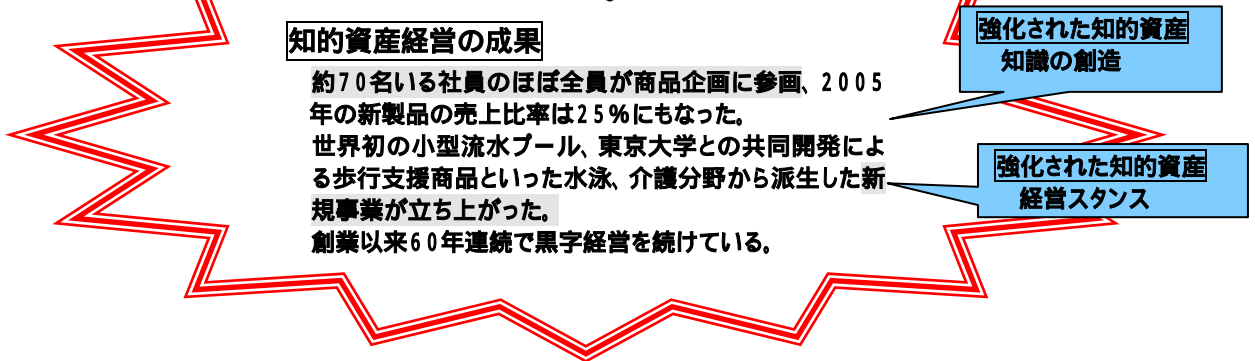 知的資産経営の成果
約70名いる社員のほぼ全員が商品企画に参画、2005
年の新製品の売上比率は25%にもなった。
世界初の小型流水プール、東京大学との共同開発によ
る歩行支援商品といった水泳、介護分野から派生した新
規事業が立ち上がった。
創業以来60年連続で黒字経営を続けている。
強化された知的資産
知識の創造
強化された知的資産
経営スタンス